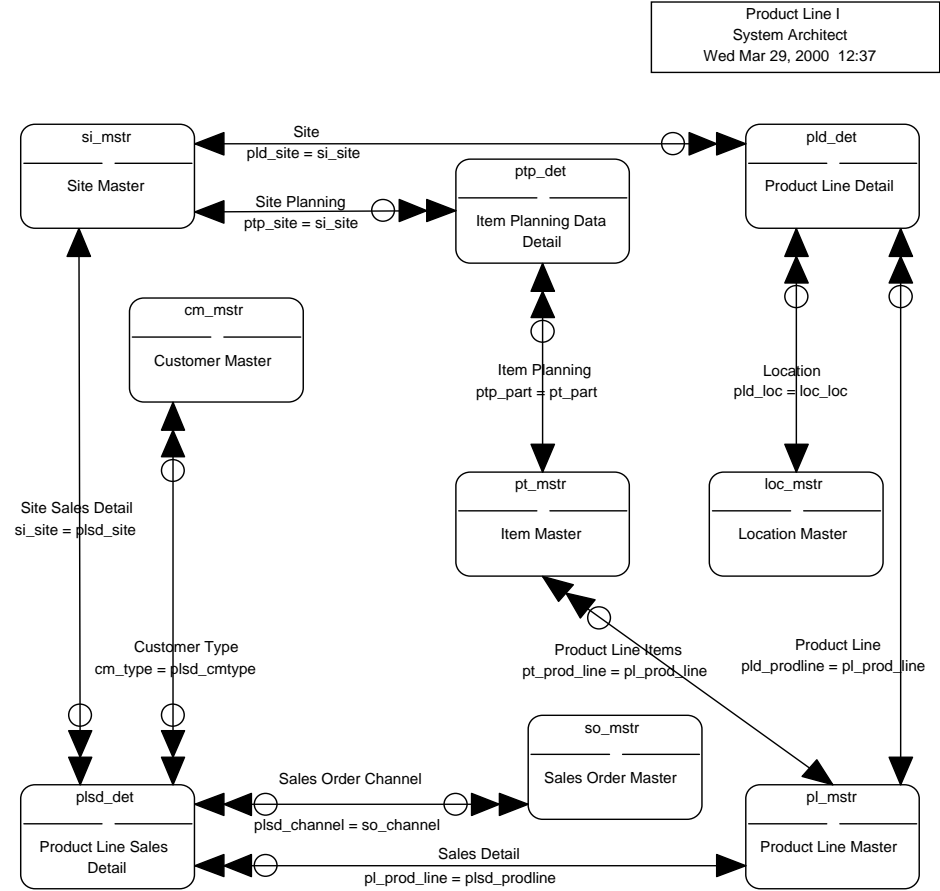 Product Line I
System Architect
Wed Mar 29, 2000  12:37
si_mstr
Site Master
Site
pld_site = si_site
pld_det
Product Line Detail
Site Planning
ptp_site = si_site
ptp_det
Item Planning Data
Detail
cm_mstr
Customer Master
Item Planning
ptp_part = pt_part
Location
pld_loc = loc_loc
Site Sales Detail
si_site = plsd_site
pt_mstr
Item Master
loc_mstr
Location Master
Customer Type
cm_type = plsd_cmtype
Product Line Items
pt_prod_line = pl_prod_line
Product Line
pld_prodline = pl_prod_line
so_mstr
Sales Order Master
Sales Order Channel
plsd_channel = so_channel
plsd_det
Product Line Sales
Detail
Sales Detail
pl_prod_line = plsd_prodline
pl_mstr
Product Line Master